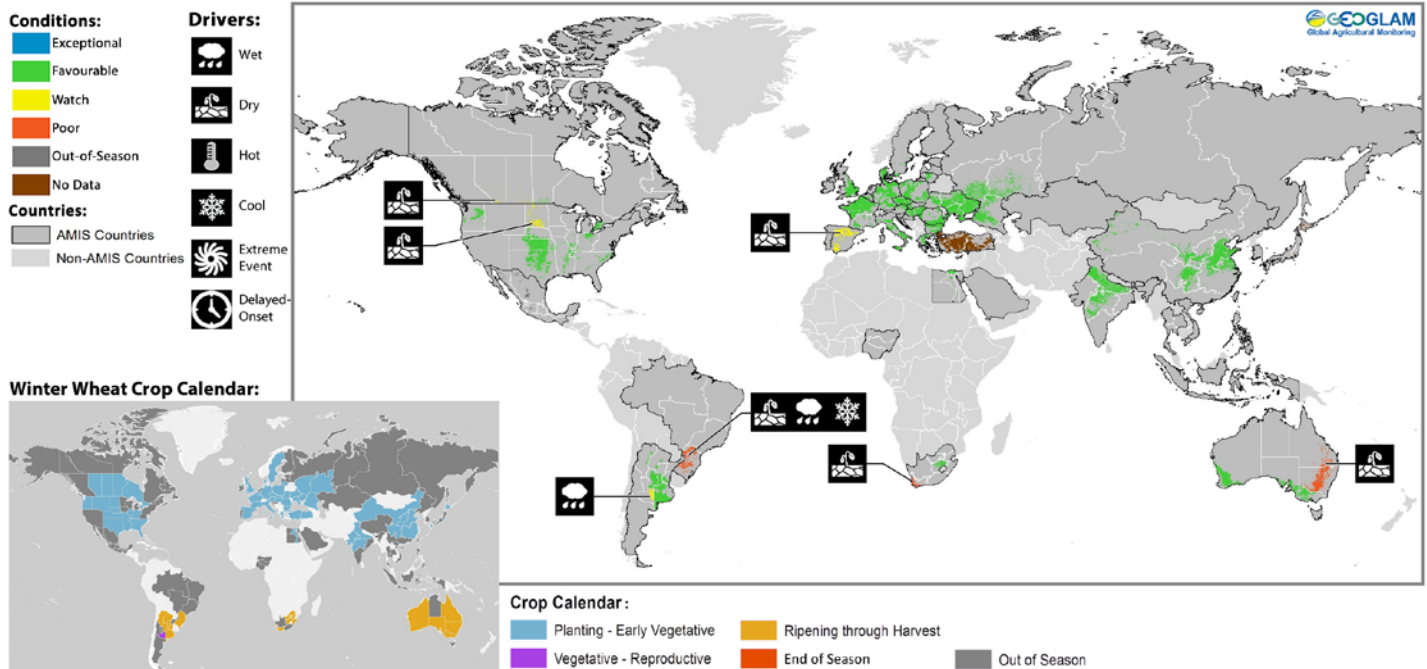 Conditions:
Exceptional
Favourable
Watch
Poor
Out-of-Season
No Data
Countries:
AMIS Countries
Non-AMIS Countries
Drivers:
Wet
Dry
Hot
Cool
Extreme
Event
Delayed-
Onset
GEOGLAM
Global Agricultural Monitoring
Winter Wheat Crop Calendar:
Crop Calendar :
Planting - Early Vegetative
Ripening through Harvest
Vegetative - Reproductive
End of Season
Out of Season